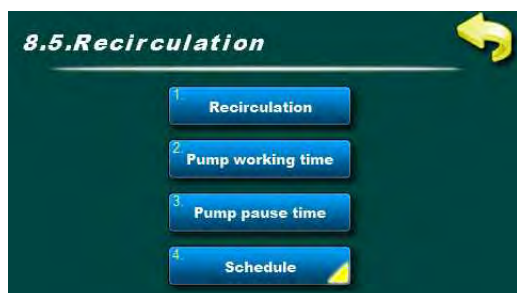 8.5.Recirculation
1. Recirculation
2. Pump working time
3. Pump pause time
4. Schedule